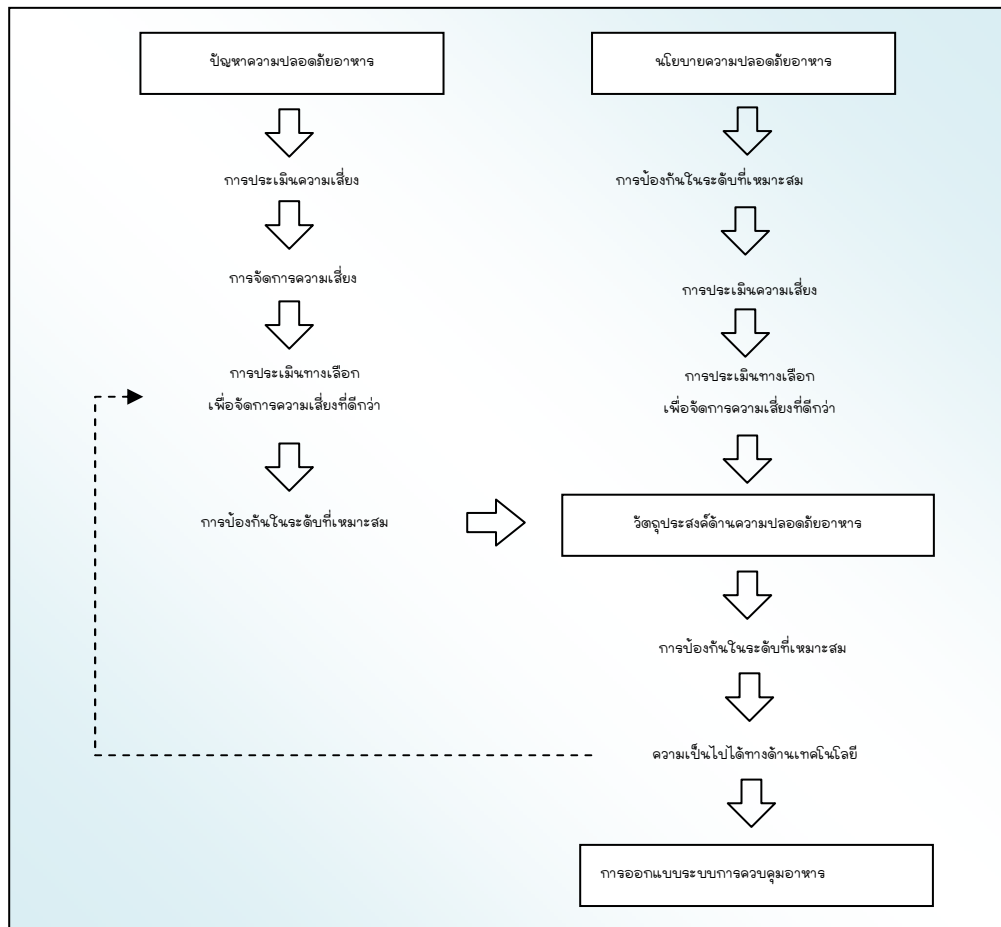 ปัญหาความปลอดภัยอาหาร
นโยบายความปลอดภัยอาหาร
การประเมินความเสี่ยง
การป้องกันในระดับที่เหมาะสม
การจัดการความเสี่ยง
การประเมินความเสี่ยง
การประเมินทางเลือก
เพื่อจัดการความเสี่ยงที่ดีกว่า
การประเมินทางเลือก
เพื่อจัดการความเสี่ยงที่ดีกว่า
การป้องกันในระดับที่เหมาะสม
วัตถุประสงค์ด้านความปลอดภัยอาหาร
การป้องกันในระดับที่เหมาะสม
ความเป็นไปได้ทางด้านเทคโนโลยี
การออกแบบระบบการควบคุมอาหาร